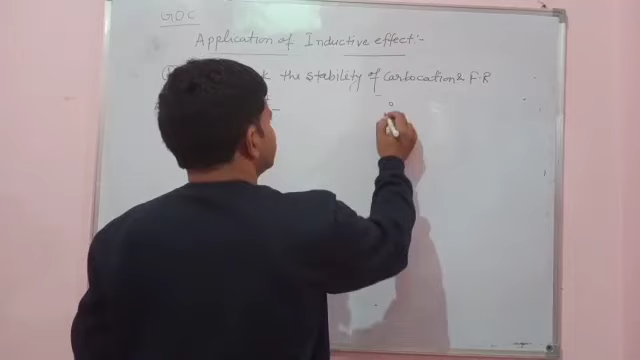 GOC
Application of Inductive effect:-
the stability of Carbocation & F.R